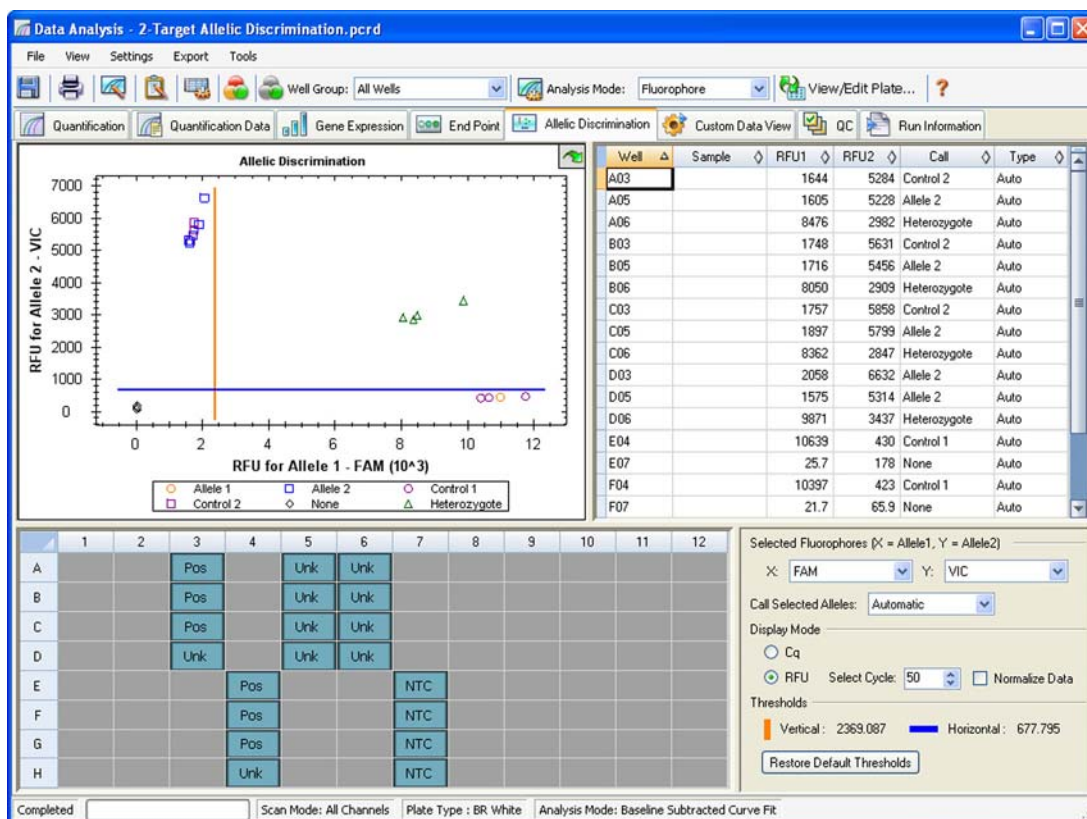 Data Analysis - 2-Target Allelic Discrimination.pcrd
File View Settings Export Tools
Well Group: All Wells Analysis Mode: Fluorophore View/Edit Plate... ?
Quantification Quantification Data Gene Expression End Point Allelic Discrimination Custom Data View QC Run Information
Allelic Discrimination
7000
6000
5000
4000
3000
2000
1000
0
RFU for Allele 2 - VIC
0 2 4 6 8 10 12
RFU for Allele 1 - FAM (10^3)
Allele 1 Allele 2 Control 1
Control 2 None Heterozygote
Well Sample RFU1 RFU2 Call Type
A03 1644 5284 Control 2 Auto
A05 1605 5228 Allele 2 Auto
A06 8476 2982 Heterozygote Auto
B03 1748 5631 Control 2 Auto
B05 1716 5456 Allele 2 Auto
B06 8050 2909 Heterozygote Auto
C03 1757 5858 Control 2 Auto
C05 1897 5799 Allele 2 Auto
C06 8362 2847 Heterozygote Auto
D03 2058 6632 Allele 2 Auto
D05 1575 5314 Allele 2 Auto
D06 9871 3437 Heterozygote Auto
E04 10639 430 Control 1 Auto
E07 25.7 178 None Auto
F04 10397 423 Control 1 Auto
F07 21.7 65.9 None Auto
1 2 3 4 5 6 7 8 9 10 11 12
A Pos Unk Unk
B Pos Unk Unk
C Pos Unk Unk
D Unk Unk Unk
E Pos NTC
F Pos NTC
G Pos NTC
H Unk NTC
Selected Fluorophores (X = Allele1, Y = Allele2)
X: FAM Y: VIC
Call Selected Alleles: Automatic
Display Mode
Cq
RFU Select Cycle: 50 Normalize Data
Thresholds
Vertical : 2369.087 Horizontal : 677.795
Restore Default Thresholds
Completed Scan Mode: All Channels Plate Type : BR White Analysis Mode: Baseline Subtracted Curve Fit